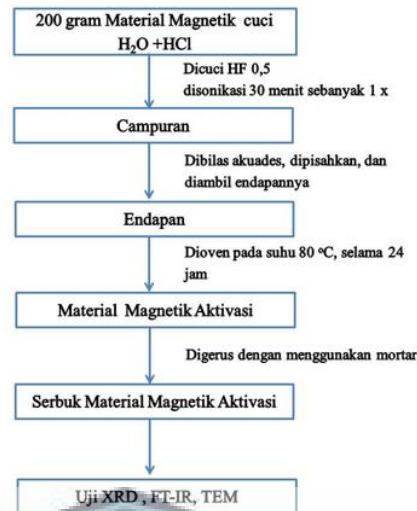 200 gram Material Magnetik cuci
H₂O +HCl
Dicuci HF 0,5
disonikasi 30 menit sebanyak 1 x
Campuran
Dibilas akuades, dipisahkan, dan
diambil endapannya
Endapan
Dioven pada suhu 80 ºC, selama 24
jam
Material Magnetik Aktivasi
Digerus dengan menggunakan mortar
Serbuk Material Magnetik Aktivasi
Uji XRD , FT-IR, TEM